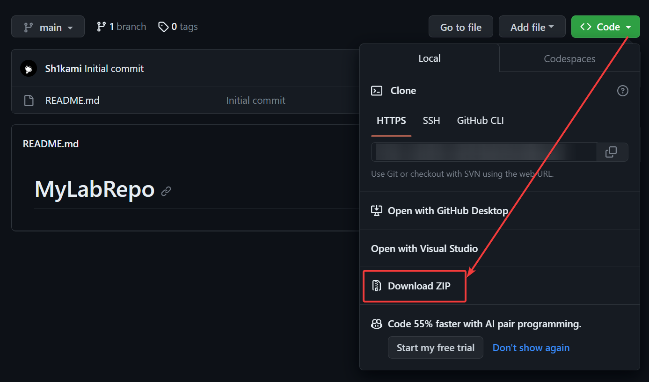 main 1 branch 0 tags Go to file Add file Code
Local Codespaces
Sh1kami Initial commit
Clone
README.md Initial commit
HTTPS SSH GitHub CLI
README.md
Use Git or checkout with SVN using the web URL.
MyLabRepo
Open with GitHub Desktop
Open with Visual Studio
Download ZIP
Code 55% faster with AI pair programming.
Start my free trial Don't show again